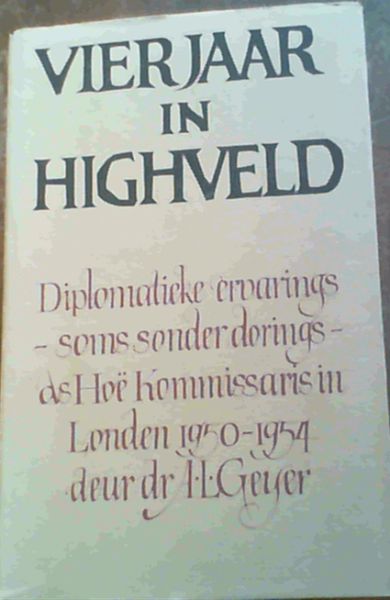 VIER JAAR
IN
HIGHVELD
Diplomatieke ervarings
- soms sonder dorings -
as Hoë Kommissaris in
Londen 1950-1954
deur dr A·L·Geyer